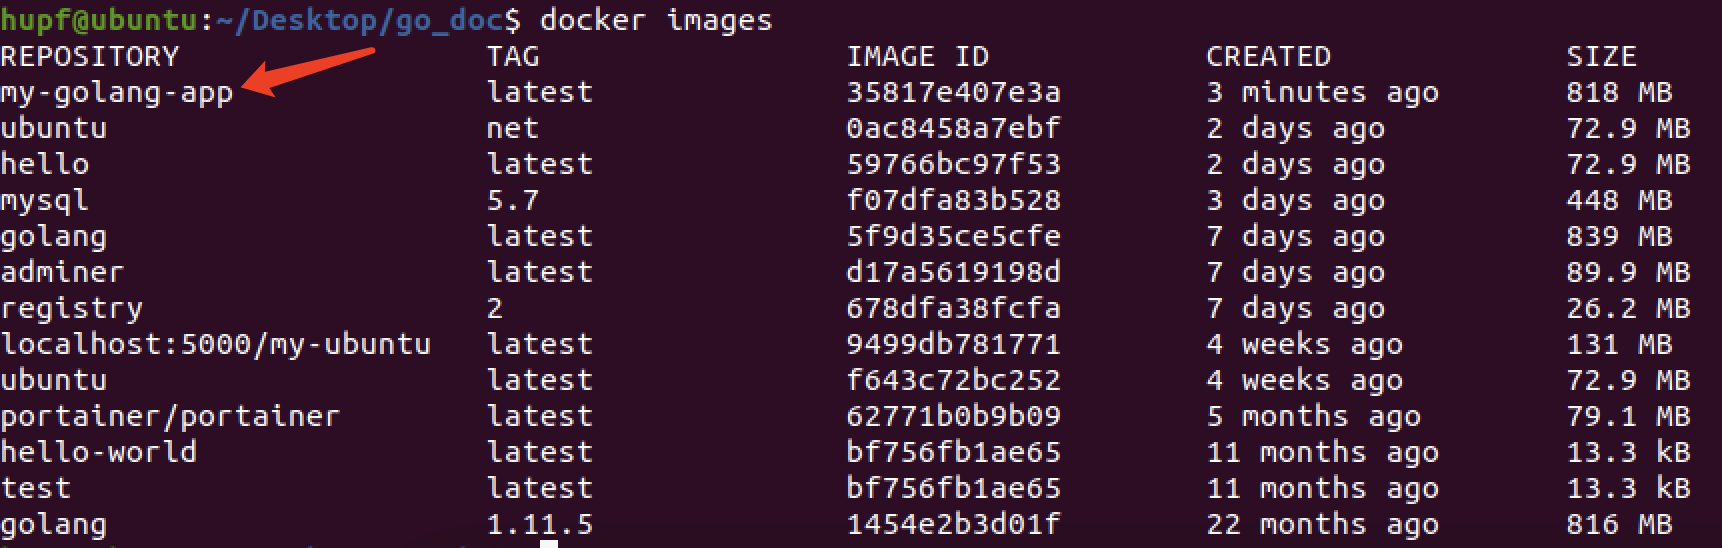 hupf@ubuntu:~/Desktop/go_doc$ docker images
REPOSITORY TAG IMAGE ID CREATED SIZE
my-golang-app latest 35817e407e3a 3 minutes ago 818 MB
ubuntu net 0ac8458a7ebf 2 days ago 72.9 MB
hello latest 59766bc97f53 2 days ago 72.9 MB
mysql 5.7 f07dfa83b528 3 days ago 448 MB
golang latest 5f9d35ce5cfe 7 days ago 839 MB
adminer latest d17a5619198d 7 days ago 89.9 MB
registry 2 678dfa38fcfa 7 days ago 26.2 MB
localhost:5000/my-ubuntu latest 9499db781771 4 weeks ago 131 MB
ubuntu latest f643c72bc252 4 weeks ago 72.9 MB
portainer/portainer latest 62771b0b9b09 5 months ago 79.1 MB
hello-world latest bf756fb1ae65 11 months ago 13.3 kB
test latest bf756fb1ae65 11 months ago 13.3 kB
golang 1.11.5 1454e2b3d01f 22 months ago 816 MB